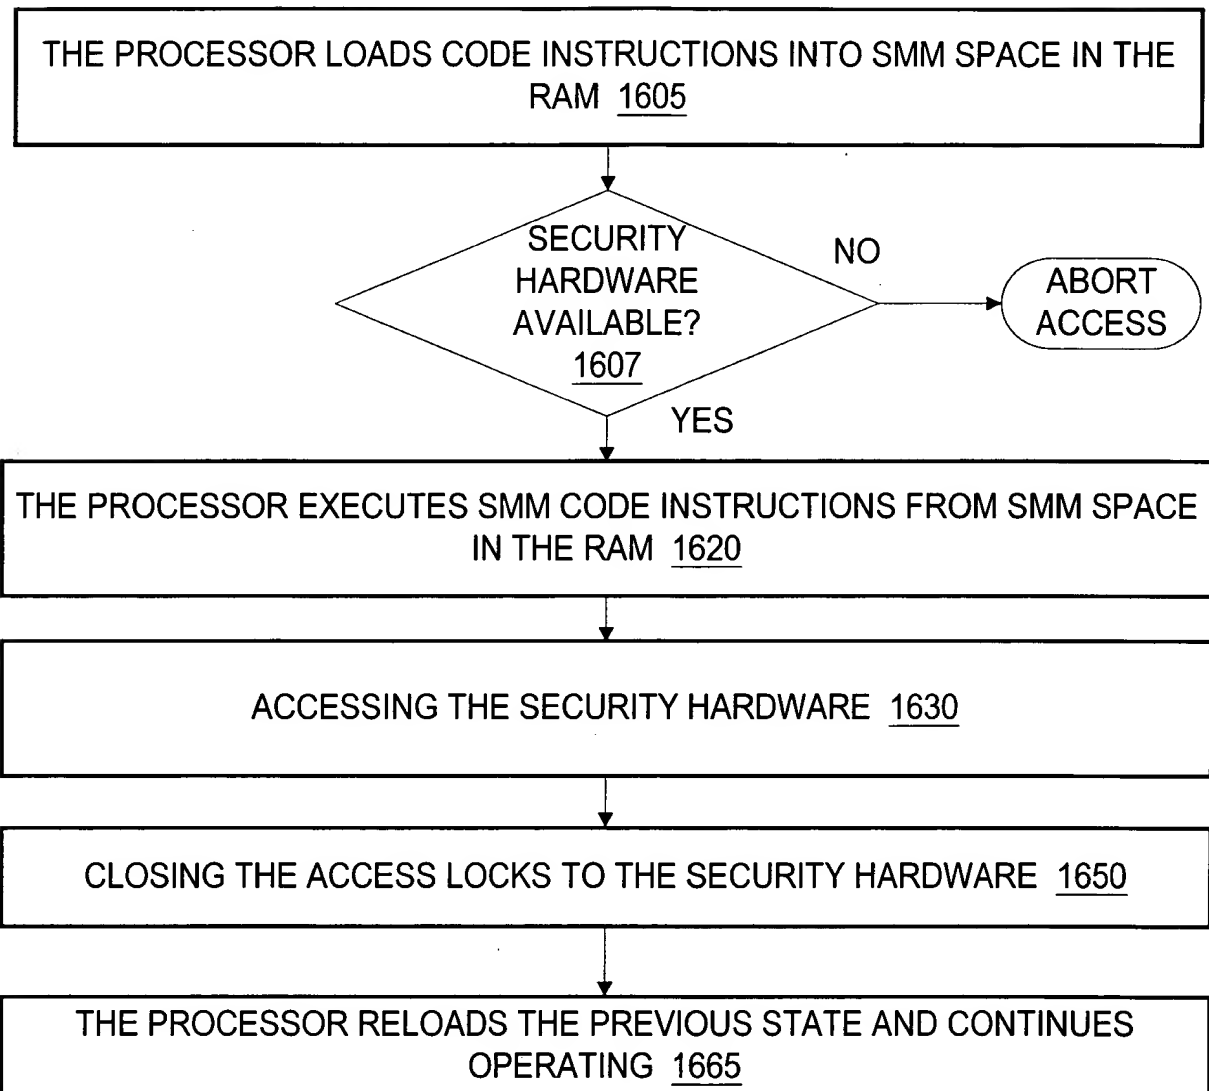 THE PROCESSOR LOADS CODE INSTRUCTIONS INTO SMM SPACE IN THE
RAM 1605
SECURITY
HARDWARE
AVAILABLE?
1607
NO
ABORT
ACCESS
YES
THE PROCESSOR EXECUTES SMM CODE INSTRUCTIONS FROM SMM SPACE
IN THE RAM 1620
ACCESSING THE SECURITY HARDWARE 1630
CLOSING THE ACCESS LOCKS TO THE SECURITY HARDWARE 1650
THE PROCESSOR RELOADS THE PREVIOUS STATE AND CONTINUES
OPERATING 1665